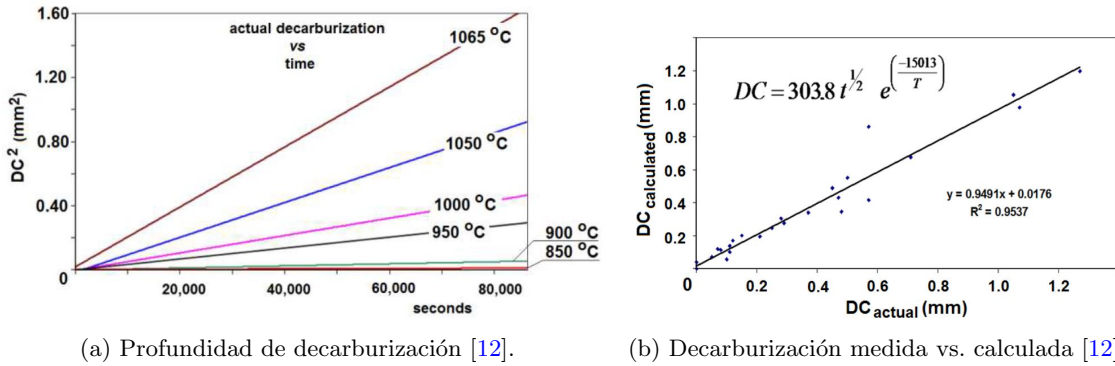 1.60
1.20
0.80
0.40
0
DC² (mm²)
actual decarburization
vs
time
1065 °C
1050 °C
1000 °C
950 °C
900 °C
850 °C
20,000 40,000 60,000 80,000
seconds
(a) Profundidad de decarburización [12].
DC calculated (mm)
1.2
1.0
0.8
0.6
0.4
0.2
DC = 303.8 t^½ e^(−15013/T)
y = 0.9491x + 0.0176
R² = 0.9537
0 0.2 0.4 0.6 0.8 1.0 1.2
DC actual (mm)
(b) Decarburización medida vs. calculada [12]